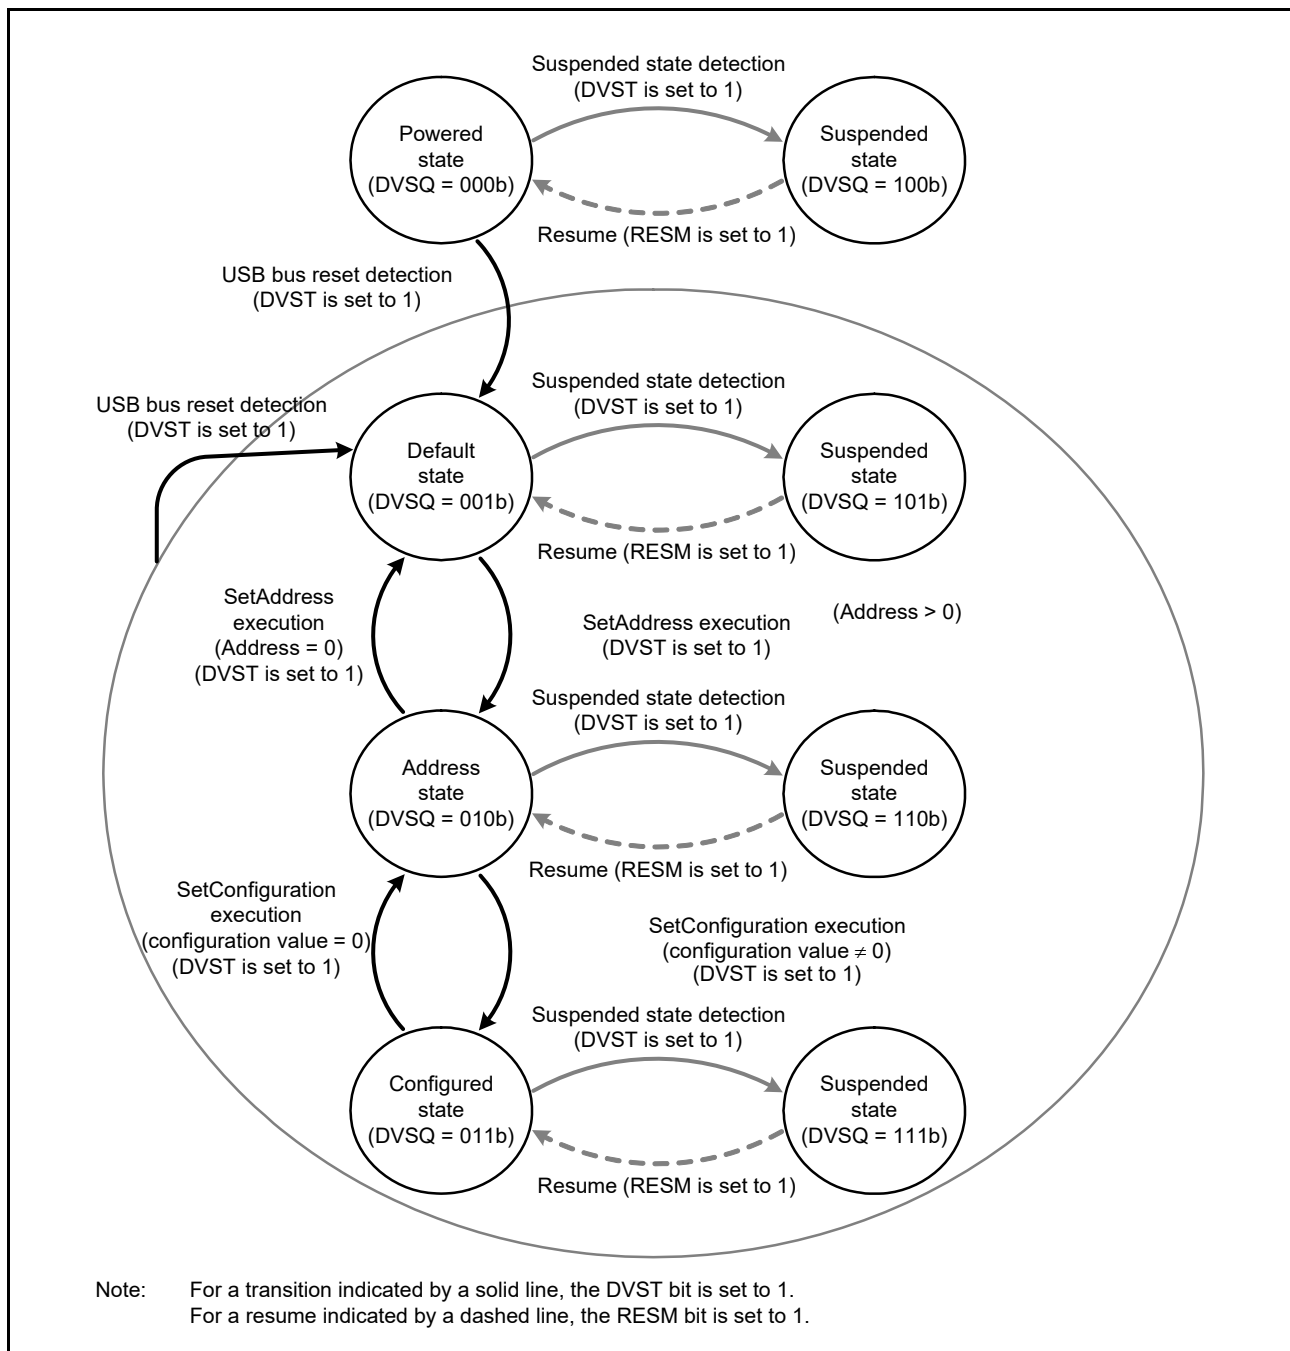 Suspended state detection
(DVST is set to 1)
Powered
state
(DVSQ = 000b)
Suspended
state
(DVSQ = 100b)
Resume (RESM is set to 1)
USB bus reset detection
(DVST is set to 1)
Suspended state detection
(DVST is set to 1)
USB bus reset detection
(DVST is set to 1)
Default
state
(DVSQ = 001b)
Suspended
state
(DVSQ = 101b)
Resume (RESM is set to 1)
SetAddress
execution
(Address = 0)
(DVST is set to 1)
SetAddress execution
(DVST is set to 1)
(Address > 0)
Suspended state detection
(DVST is set to 1)
Address
state
(DVSQ = 010b)
Suspended
state
(DVSQ = 110b)
Resume (RESM is set to 1)
SetConfiguration
execution
(configuration value = 0)
(DVST is set to 1)
SetConfiguration execution
(configuration value ≠ 0)
(DVST is set to 1)
Suspended state detection
(DVST is set to 1)
Configured
state
(DVSQ = 011b)
Suspended
state
(DVSQ = 111b)
Resume (RESM is set to 1)
Note: For a transition indicated by a solid line, the DVST bit is set to 1.
For a resume indicated by a dashed line, the RESM bit is set to 1.